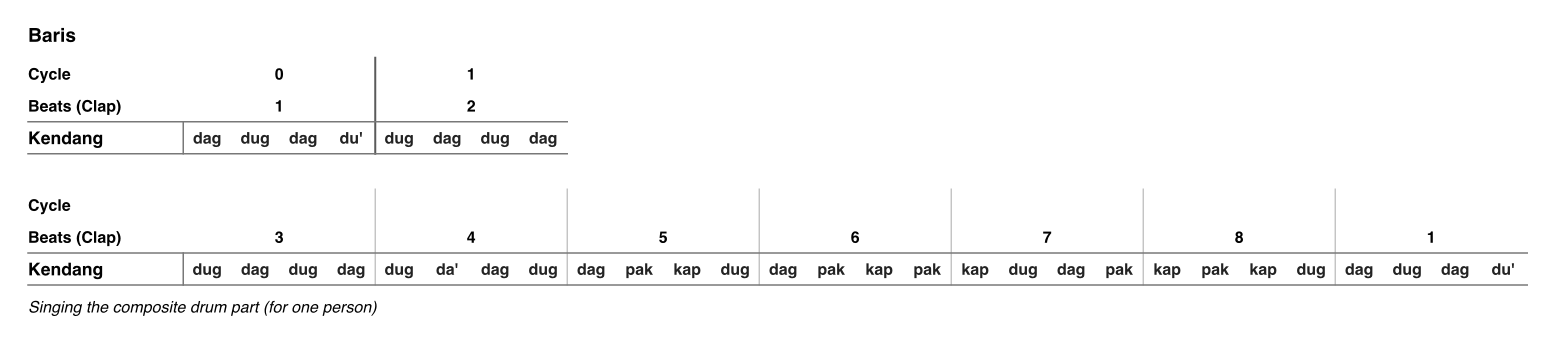 Baris
Cycle 0 1
Beats (Clap) 1 2
Kendang dag dug dag du' dug dag dug dag
Cycle
Beats (Clap) 3 4 5 6 7 8 1
Kendang dug dag dug dag dug da' dag dug dag pak kap dug dag pak kap pak kap dug dag pak kap pak kap dug dag dug dag du'
Singing the composite drum part (for one person)